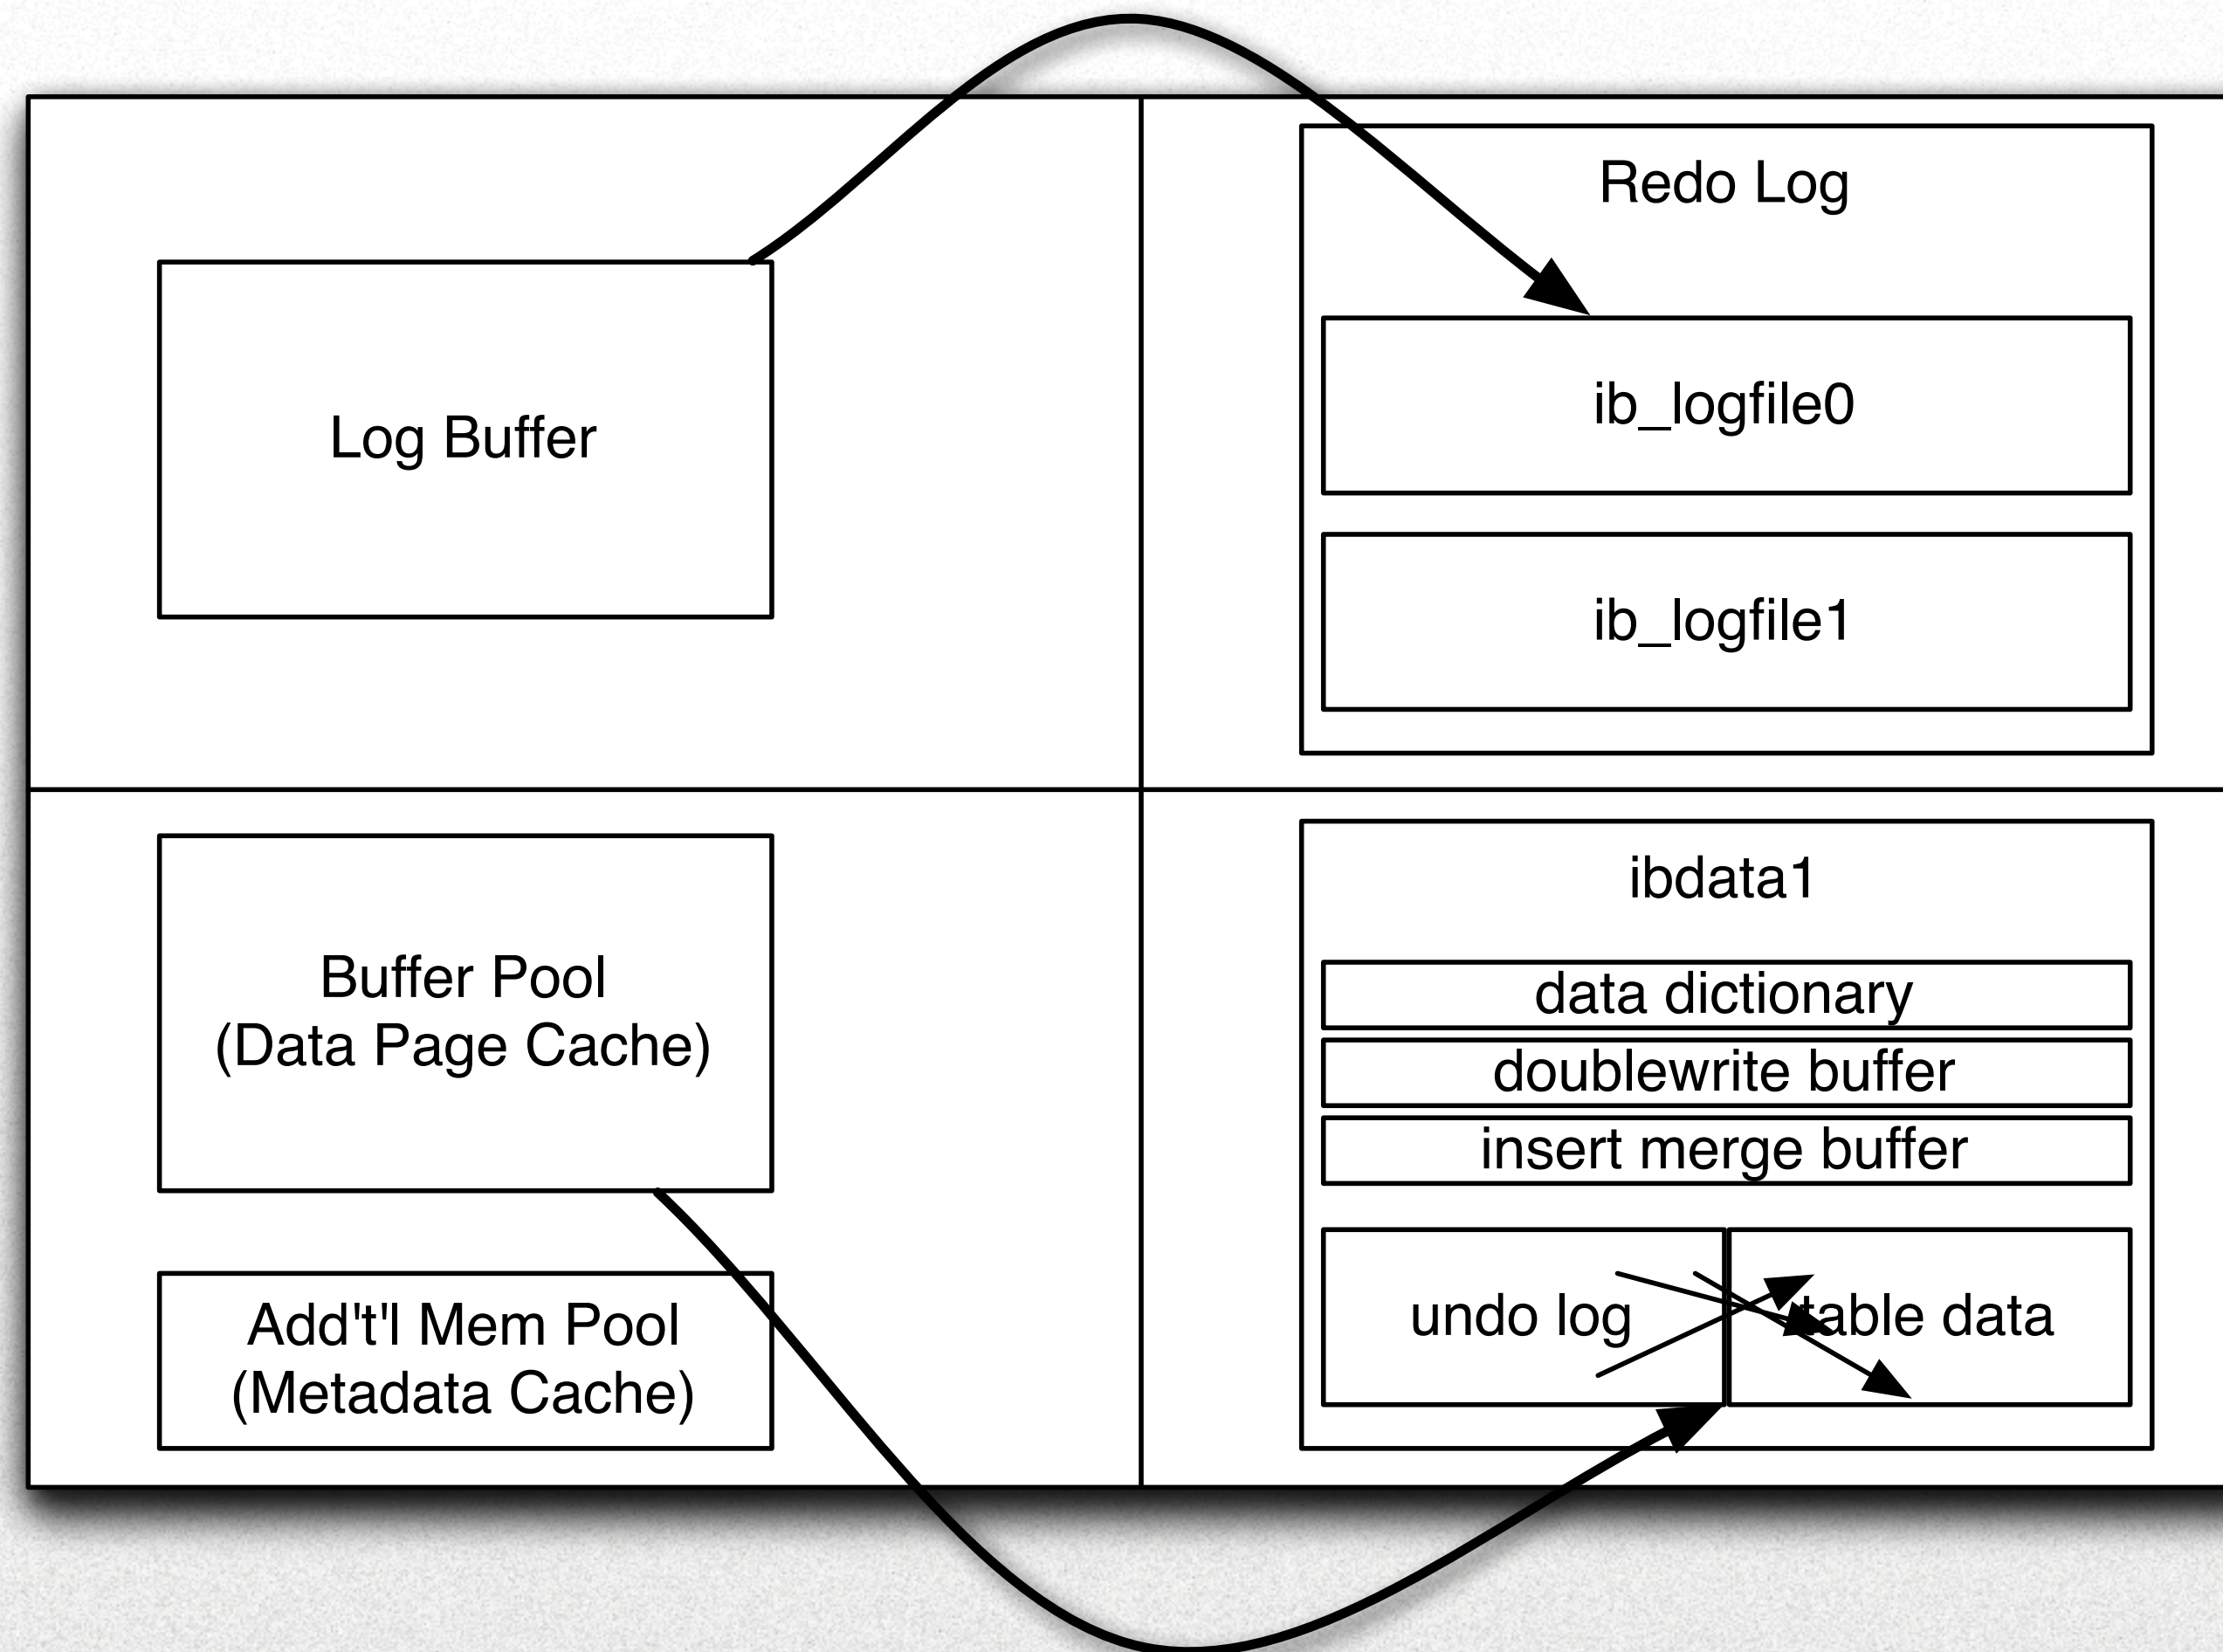 Log Buffer
Redo Log
ib_logfile0
ib_logfile1
Buffer Pool
(Data Page Cache)
Add't'l Mem Pool
(Metadata Cache)
ibdata1
data dictionary
doublewrite buffer
insert merge buffer
undo log
table data